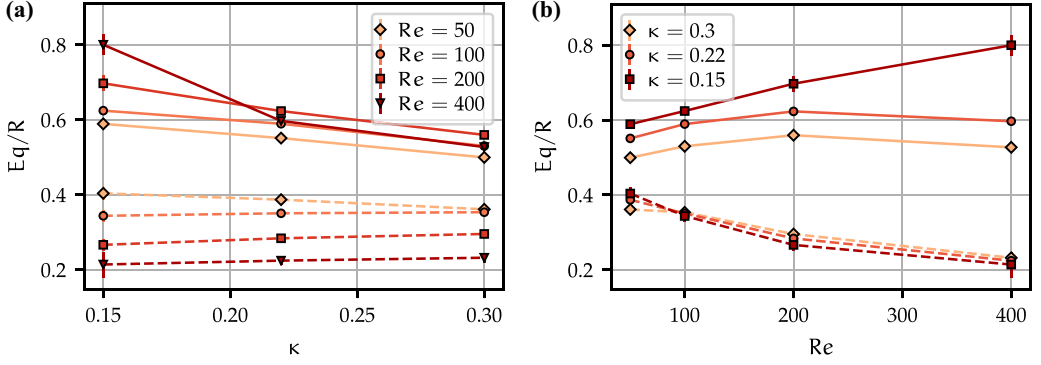 (a)
Eq/R
0.8
0.6
0.4
0.2
0.15
0.20
0.25
0.30
κ
Re = 50
Re = 100
Re = 200
Re = 400
(b)
Eq/R
0.8
0.6
0.4
0.2
100
200
300
400
Re
κ = 0.3
κ = 0.22
κ = 0.15